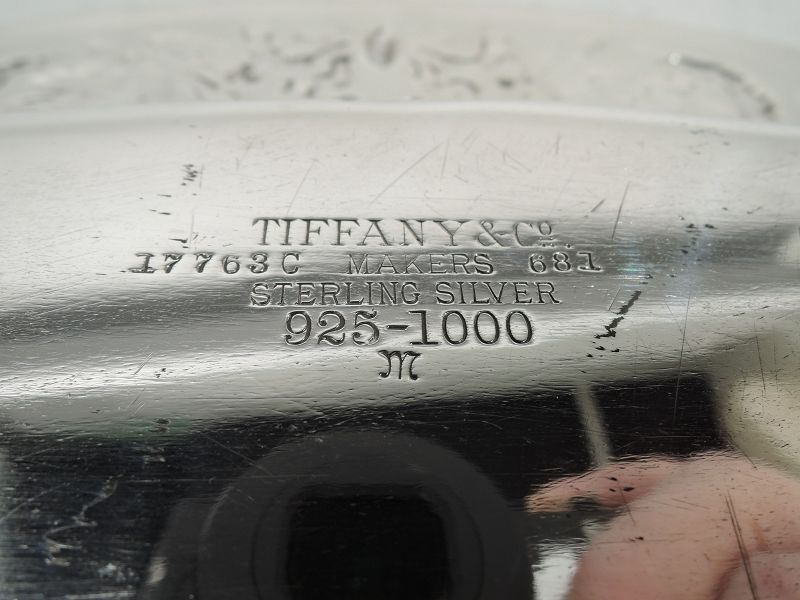 TIFFANY & Co.
17763C MAKERS 681
STERLING SILVER
925-1000
M